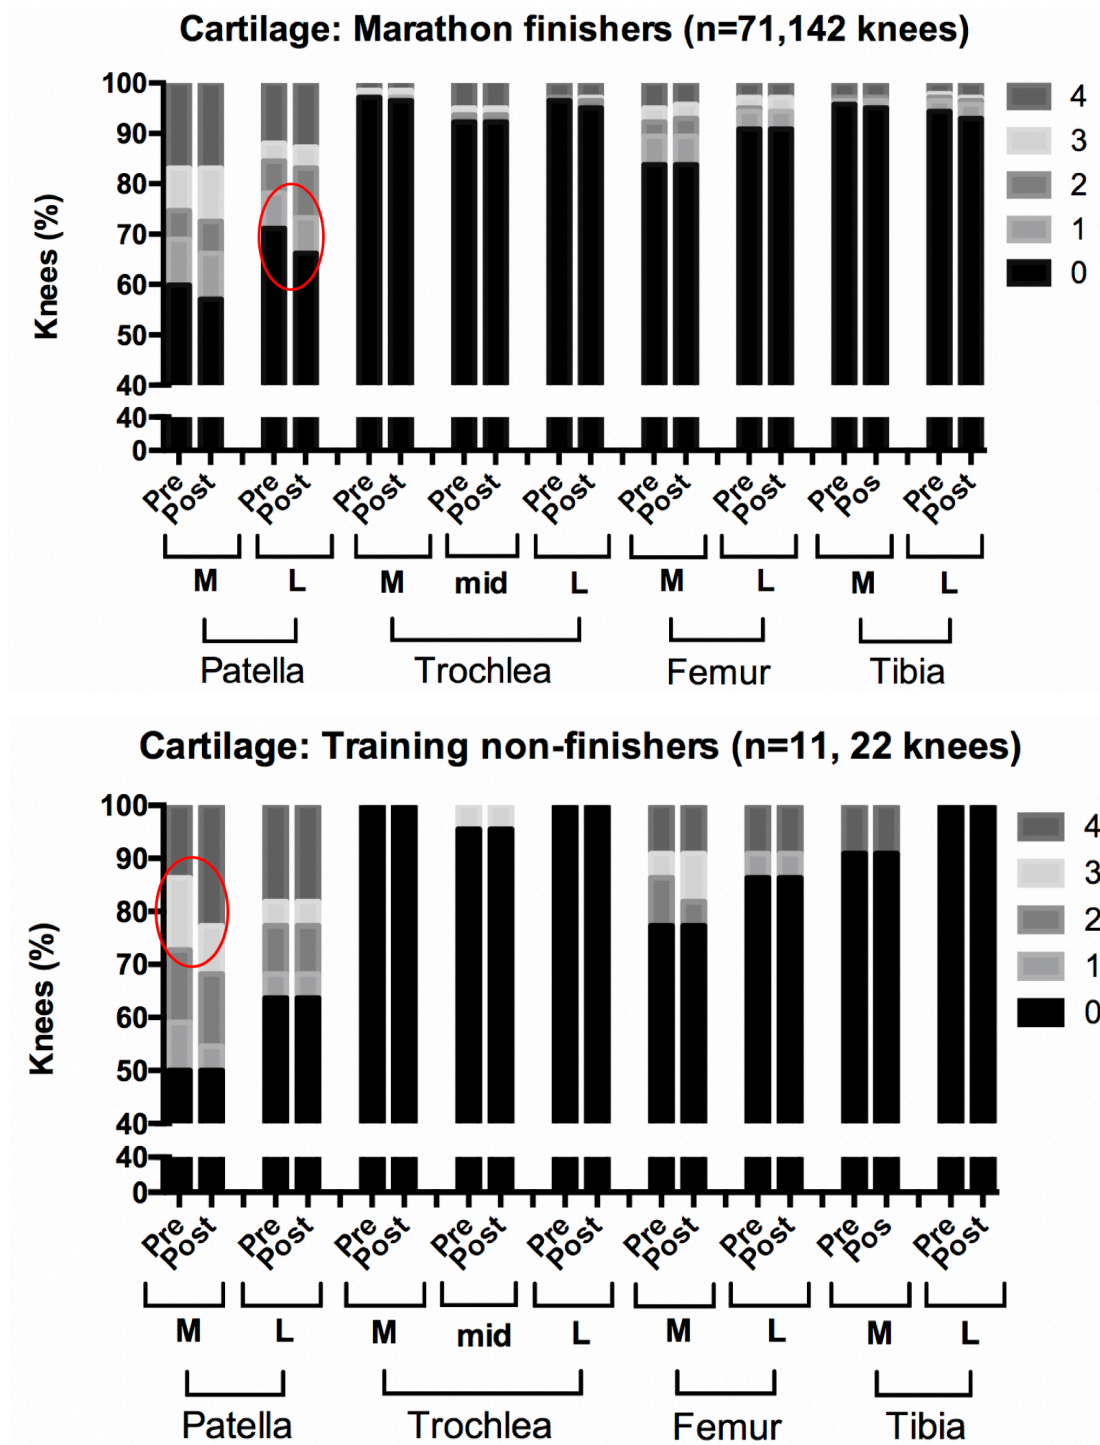 Cartilage: Marathon finishers (n=71,142 knees)
100
90
80
70
60
50
40
40
0
Knees (%)
4
3
2
1
0
Pre Post Pre Post Pre Post Pre Post Pre Post Pre Post Pre Post Pre Pos Pre Post
M L M mid L M L M L
Patella Trochlea Femur Tibia
Cartilage: Training non-finishers (n=11, 22 knees)
100
90
80
70
60
50
40
40
0
Knees (%)
4
3
2
1
0
Pre Post Pre Post Pre Post Pre Post Pre Post Pre Post Pre Post Pre Pos Pre Post
M L M mid L M L M L
Patella Trochlea Femur Tibia